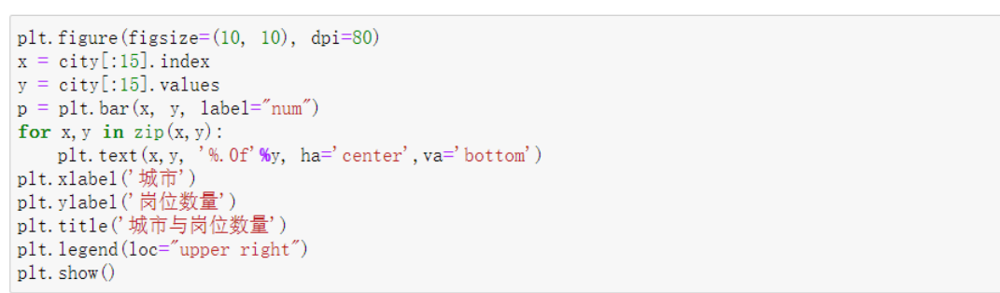 plt.figure(figsize=(10, 10), dpi=80)
x = city[:15].index
y = city[:15].values
p = plt.bar(x, y, label="num")
for x,y in zip(x,y):
    plt.text(x,y, '%.0f'%y, ha='center',va='bottom')
plt.xlabel('城市')
plt.ylabel('岗位数量')
plt.title('城市与岗位数量')
plt.legend(loc="upper right")
plt.show()